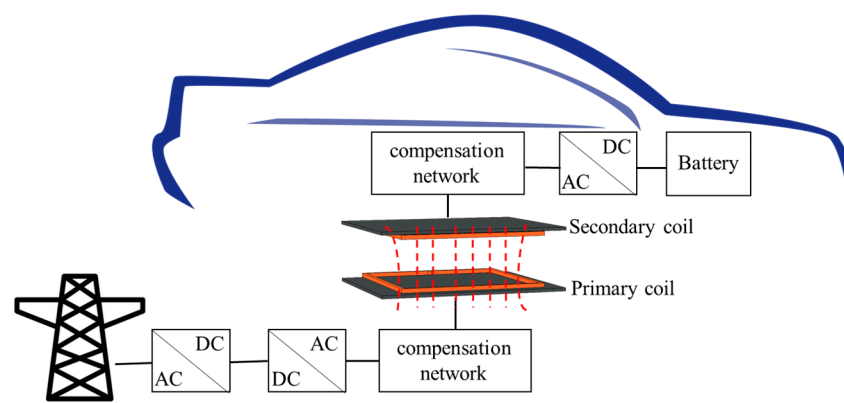 compensation
network
DC
AC
Battery
Secondary coil
Primary coil
DC
AC
AC
DC
compensation
network